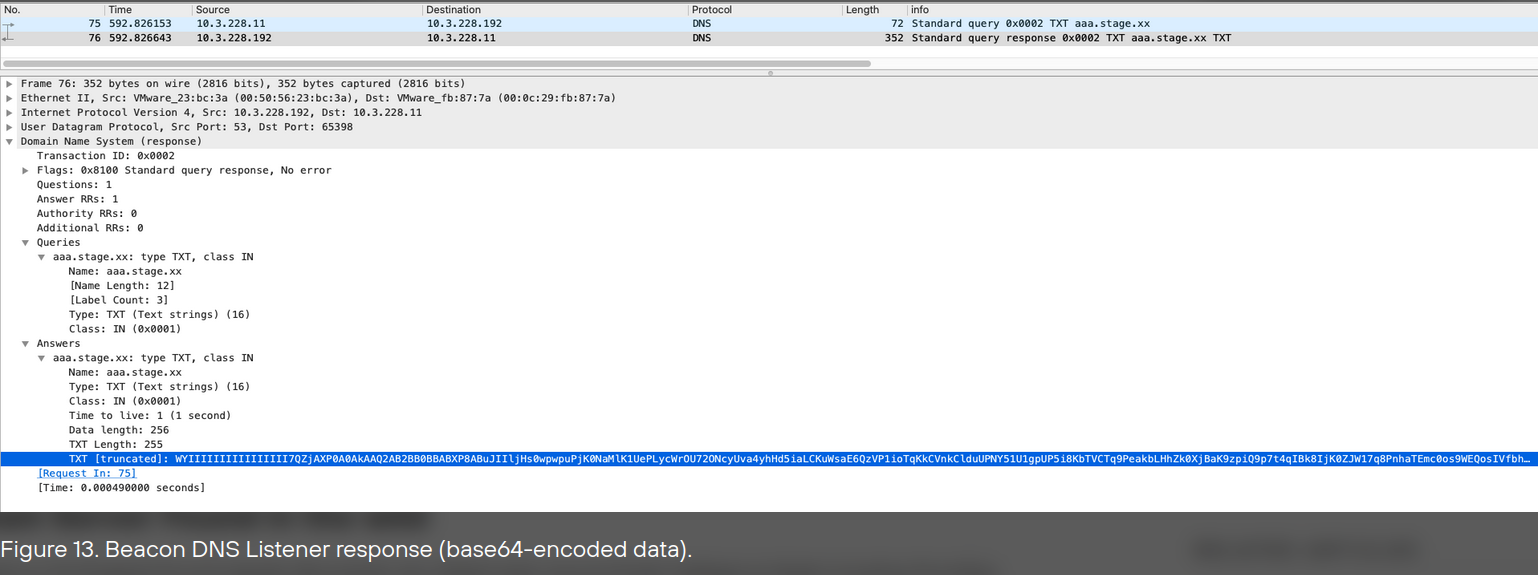 No. Time Source Destination Protocol Length info
75 592.826153 10.3.228.11 10.3.228.192 DNS 72 Standard query 0x0002 TXT aaa.stage.xx
76 592.826643 10.3.228.192 10.3.228.11 DNS 352 Standard query response 0x0002 TXT aaa.stage.xx TXT
Frame 76: 352 bytes on wire (2816 bits), 352 bytes captured (2816 bits)
Ethernet II, Src: VMware_23:bc:3a (00:50:56:23:bc:3a), Dst: VMware_fb:87:7a (00:0c:29:fb:87:7a)
Internet Protocol Version 4, Src: 10.3.228.192, Dst: 10.3.228.11
User Datagram Protocol, Src Port: 53, Dst Port: 65398
Domain Name System (response)
Transaction ID: 0x0002
Flags: 0x8100 Standard query response, No error
Questions: 1
Answer RRs: 1
Authority RRs: 0
Additional RRs: 0
Queries
aaa.stage.xx: type TXT, class IN
Name: aaa.stage.xx
[Name Length: 12]
[Label Count: 3]
Type: TXT (Text strings) (16)
Class: IN (0x0001)
Answers
aaa.stage.xx: type TXT, class IN
Name: aaa.stage.xx
Type: TXT (Text strings) (16)
Class: IN (0x0001)
Time to live: 1 (1 second)
Data length: 256
TXT Length: 255
TXT [truncated]: WYIIIIIIIIIIIIIIII7QZjAXP0A0AkAAQ2AB2BB0BBABXP8ABuJIIljHs0wpwpuPjK0NaMlK1UePLycWrOU72ONcyUva4yhHd5iaLCKuWsaE6QzVP1ioTqKkCVnkClduUPNY51U1gpUP5i8KbTVCTq9PeakbLHhZk0XjBaK9zpiQ9p7t4qIBk8IjK0ZJW17q8PnhaTEmc0os9WEQosIVfbh…
[Request In: 75]
[Time: 0.000490000 seconds]
Figure 13. Beacon DNS Listener response (base64-encoded data).